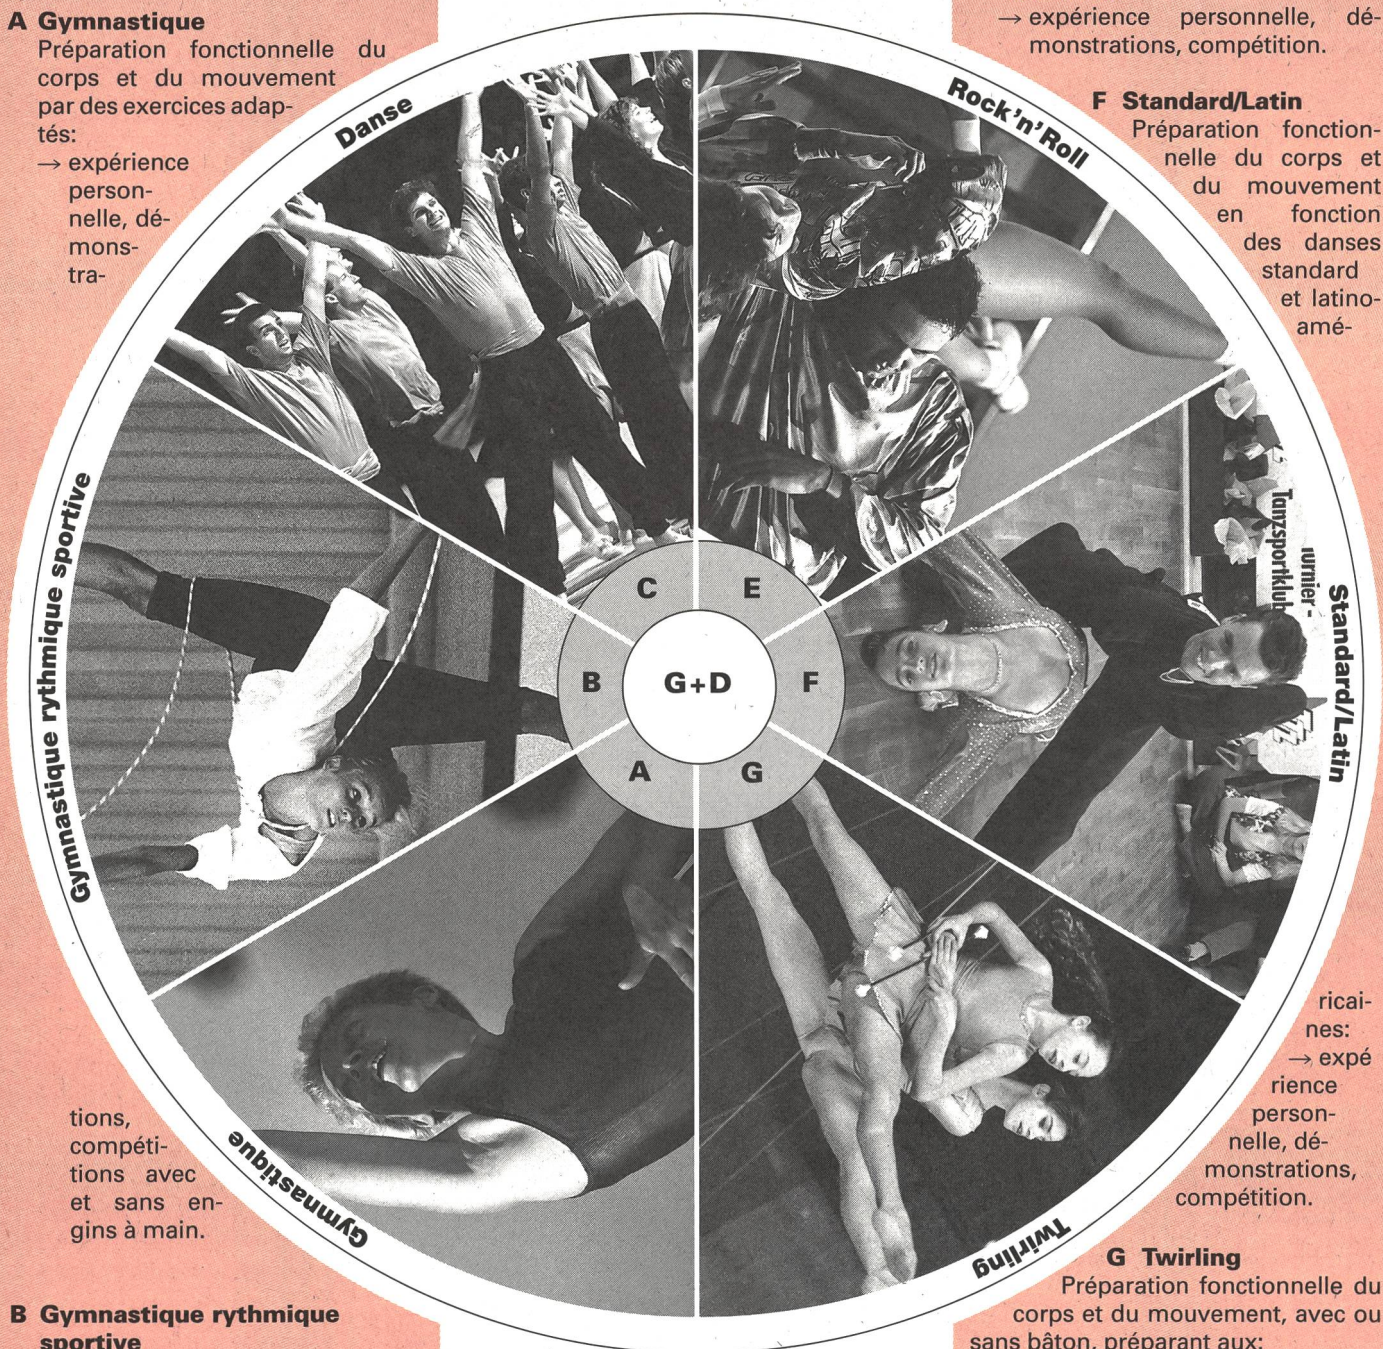 A Gymnastique
Préparation fonctionnelle du
corps et du mouvement
par des exercices adap-
tés:
→ expérience
person-
nelle, dé-
mons-
tra-
tions,
compéti-
tions avec
et sans en-
gins à main.
B Gymnastique rythmique
sportive
Danse
Rock'n'Roll
Gymnastique rythmique sportive
Standard/Latin
Gymnastique
Twirling
C
E
B
G+D
F
A
G
Tanzsportklub
→ expérience personnelle, dé-
monstrations, compétition.
F Standard/Latin
Préparation fonction-
nelle du corps et
du mouvement
en fonction
des danses
standard
et latino-
amé-
ricai-
nes:
→ expé
rience
person-
nelle, dé-
monstrations,
compétition.
G Twirling
Préparation fonctionnelle du
corps et du mouvement, avec ou
sans bâton, préparant aux: